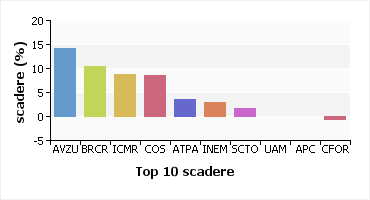 20
15
10
5
0
-5
scadere (%)
AVZU BRCR ICMR COS ATPA INEM SCTO UAM APC CFOR
Top 10 scadere